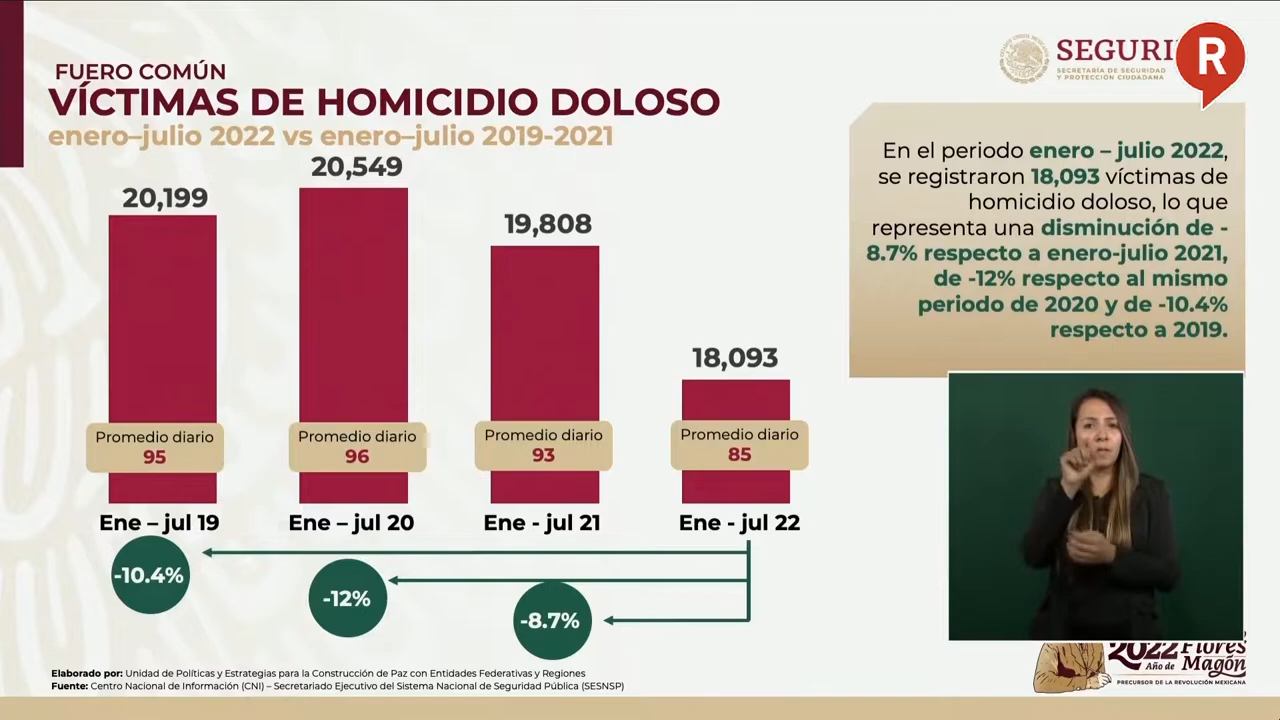 FUERO COMÚN
VÍCTIMAS DE HOMICIDIO DOLOSO
enero–julio 2022 vs enero–julio 2019-2021
SEGURI
SECRETARÍA DE SEGURIDAD
Y PROTECCIÓN CIUDADANA
R
En el periodo enero – julio 2022,
se registraron 18,093 víctimas de
homicidio doloso, lo que
representa una disminución de -
8.7% respecto a enero-julio 2021,
de -12% respecto al mismo
periodo de 2020 y de -10.4%
respecto a 2019.
20,199
20,549
19,808
18,093
Promedio diario
95
Promedio diario
96
Promedio diario
93
Promedio diario
85
Ene – jul 19
Ene – jul 20
Ene - jul 21
Ene - jul 22
-10.4%
-12%
-8.7%
Elaborado por: Unidad de Políticas y Estrategias para la Construcción de Paz con Entidades Federativas y Regiones
Fuente: Centro Nacional de Información (CNI) – Secretariado Ejecutivo del Sistema Nacional de Seguridad Pública (SESNSP)
2022 Flores
Año de Magón
PRECURSOR DE LA REVOLUCIÓN MEXICANA